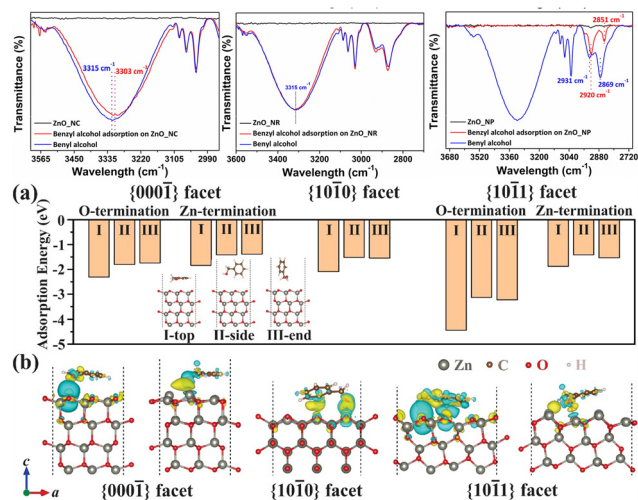 Transmittance (%)
3315 cm-1
3303 cm-1
ZnO_NC
Benzyl alcohol adsorption on ZnO_NC
Benyl alcohol
3565 3465 3365 3265 3165 3065 2990
Wavelength (cm-1)
{0001̄} facet
Transmittance (%)
3315 cm-1
ZnO_NR
Benzyl alcohol adsorption on ZnO_NR
Benyl alcohol
3600 3400 3200 3000 2800
Wavelength (cm-1)
{101̄0} facet
Transmittance (%)
2851 cm-1
2931 cm-1
2869 cm-1
2920 cm-1
ZnO_NP
Benzyl alcohol adsorption on ZnO_NP
Benyl alcohol
3680 3520 3360 3200 3040 2880 2720
Wavelength (cm-1)
{101̄1} facet
(a)
Adsorption Energy (eV)
0
-1
-2
-3
-4
-5
O-termination
I II III
Zn-termination
I II III
I II III
O-termination
I II III
Zn-termination
I II III
I-top II-side III-end
(b)
Zn C O H
c
a
{0001̄} facet
{101̄0} facet
{101̄1} facet